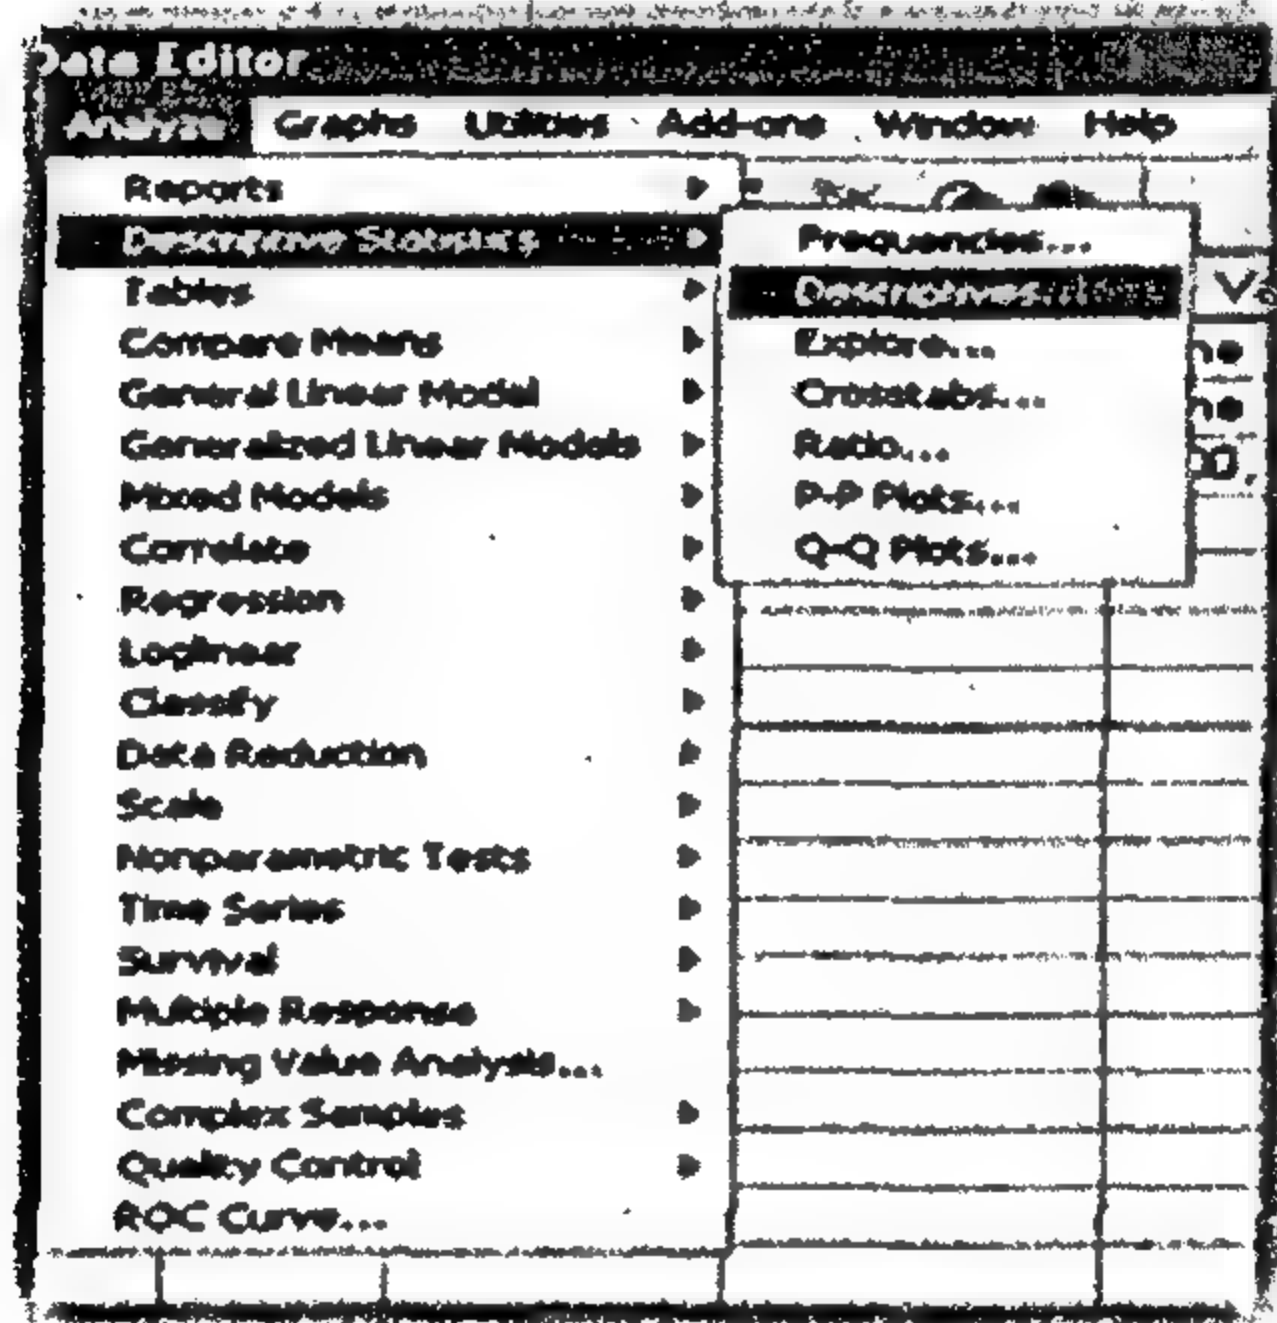 Data Editor
Analyze Graphs Utilities Add-ons Window Help
Reports
Descriptive Statistics
Tables
Compare Means
General Linear Model
Generalized Linear Models
Mixed Models
Correlate
Regression
Loglinear
Classify
Data Reduction
Scale
Nonparametric Tests
Time Series
Survival
Multiple Response
Missing Value Analysis...
Complex Samples
Quality Control
ROC Curve...
Frequencies...
Descriptives...
Explore...
Crosstabs...
Ratio...
P-P Plots...
Q-Q Plots...